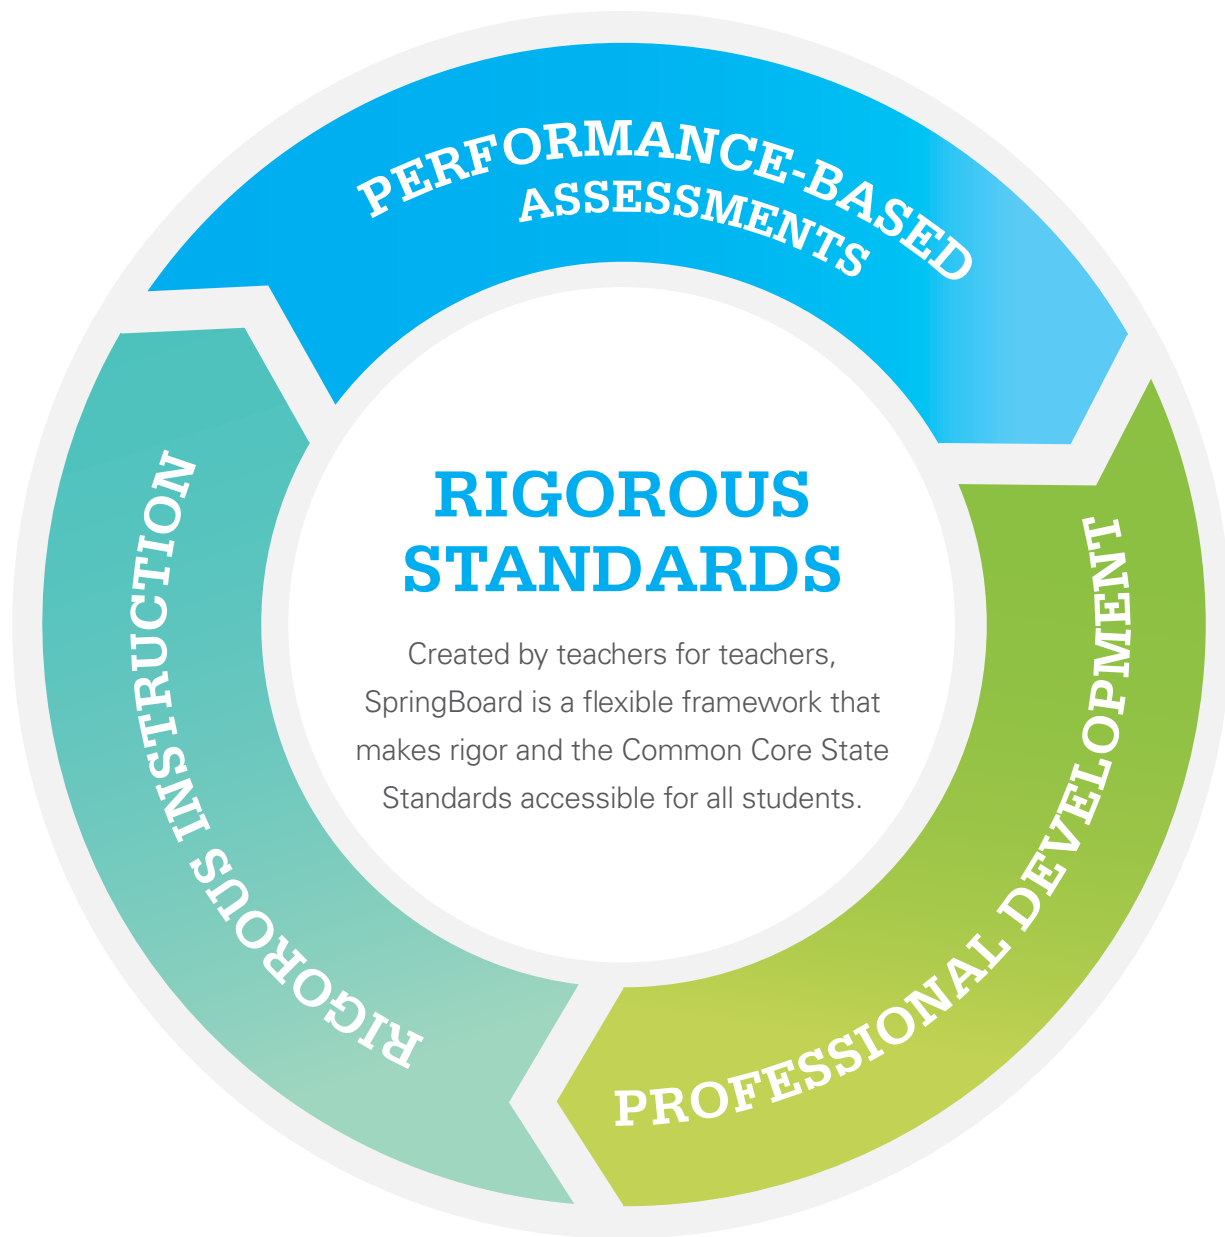 PERFORMANCE-BASED
ASSESSMENTS
PROFESSIONAL DEVELOPMENT
RIGOROUS INSTRUCTION
RIGOROUS
STANDARDS
Created by teachers for teachers,
SpringBoard is a flexible framework that
makes rigor and the Common Core State
Standards accessible for all students.